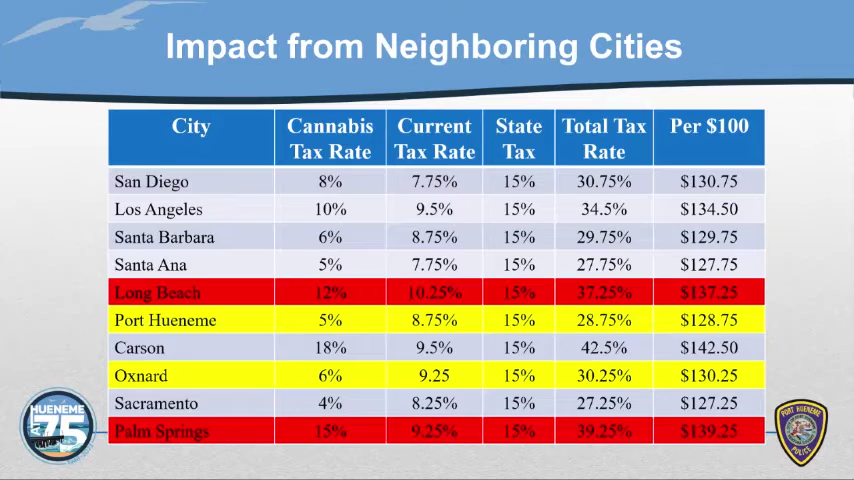 Impact from Neighboring Cities
City Cannabis Tax Rate Current Tax Rate State Tax Total Tax Rate Per $100
San Diego 8% 7.75% 15% 30.75% $130.75
Los Angeles 10% 9.5% 15% 34.5% $134.50
Santa Barbara 6% 8.75% 15% 29.75% $129.75
Santa Ana 5% 7.75% 15% 27.75% $127.75
Long Beach 12% 10.25% 15% 37.25% $137.25
Port Hueneme 5% 8.75% 15% 28.75% $128.75
Carson 18% 9.5% 15% 42.5% $142.50
Oxnard 6% 9.25 15% 30.25% $130.25
Sacramento 4% 8.25% 15% 27.25% $127.25
Palm Springs 15% 9.25% 15% 39.25% $139.25
HUENEME
AT
75
PORT HUENEME
POLICE